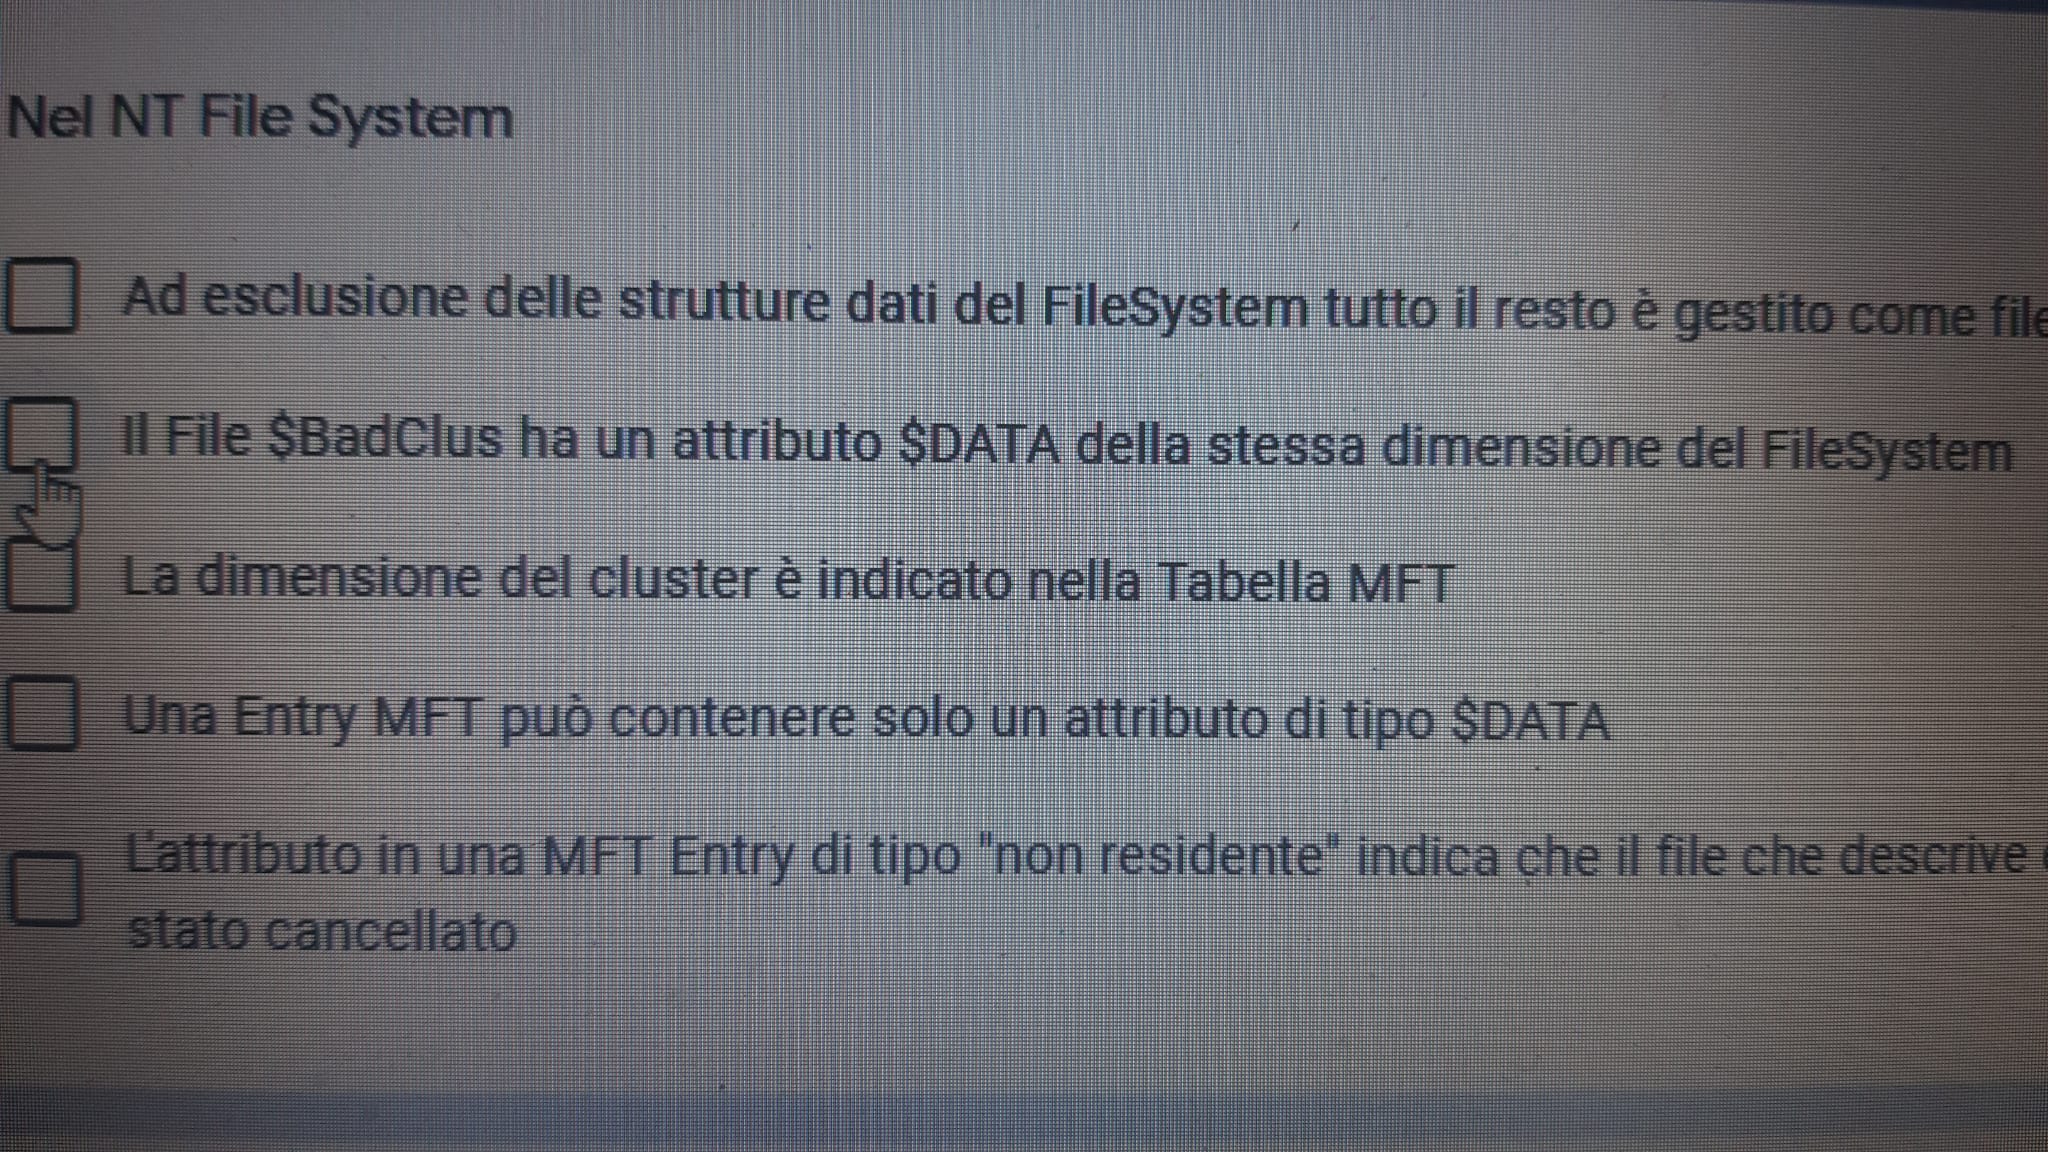 Nel NT File System
Ad esclusione delle strutture dati del FileSystem tutto il resto è gestito come file
Il File $BadClus ha un attributo $DATA della stessa dimensione del FileSystem
La dimensione del cluster è indicato nella Tabella MFT
Una Entry MFT può contenere solo un attributo di tipo $DATA
L'attributo in una MFT Entry di tipo "non residente" indica che il file che descrive
stato cancellato